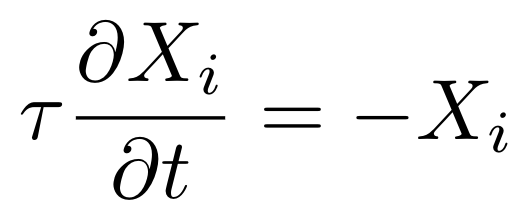 τ ∂X_i/∂t = −X_i